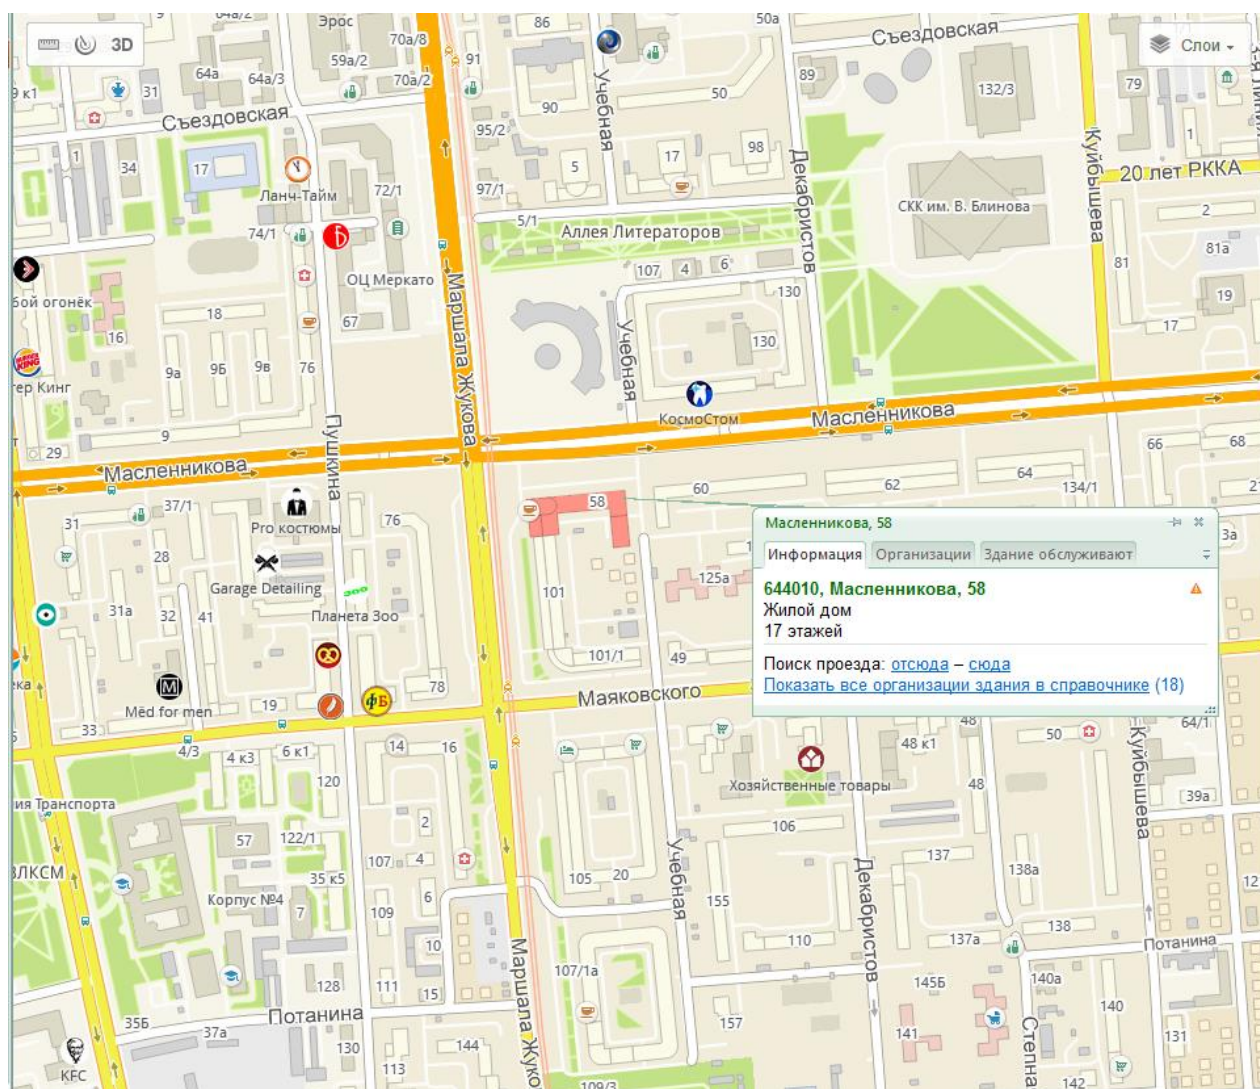 3D
Слои
Эрос
70а/8
86
50а
Съездовская
59а/2
91
64а
64а/3
70а/2
89
79
9 к1
31
90
50
132/3
Учебная
Съездовская
95/2
1
1
34
17
5
17
98
Куйбышева
20 лет РККА
Декабристов
Ланч-Тайм
72/1
97/1
2
СКК им. В. Блинова
5/1
74/1
Аллея Литераторов
81а
107
4
6
81
ОЦ Меркато
130
19
Маршала Жукова
18
67
17
16
Учебная
130
9а
9Б
9в
76
КосмоСтом
Масленникова
9
Пушкина
29
66
68
Масленникова
64
60
62
134/1
37/1
58
31
Pro костюмы
76
3а
28
125а
Garage Detailing
101
31а
32
41
Планета Зоо
101/1
49
78
Маяковского
Mёd for men
19
33
4/3
4 к3
6 к1
14
16
48
50
64/1
48 к1
Куйбышева
120
Хозяйственные товары
48
39а
57
122/1
2
106
107
4
137
35 к5
105
20
138а
Корпус №4
7
6
Учебная
155
Декабристов
109
10
110
137а
138
Потанина
107/1а
128
111
15
145Б
140а
140
35Б
37а
Потанина
Маршала Жуко
157
141
131
130
144
KFC
113
109/3
142
Масленникова, 58
Информация
Организации
Здание обслуживают
644010, Масленникова, 58
Жилой дом
17 этажей
Поиск проезда: отсюда – сюда
Показать все организации здания в справочнике (18)